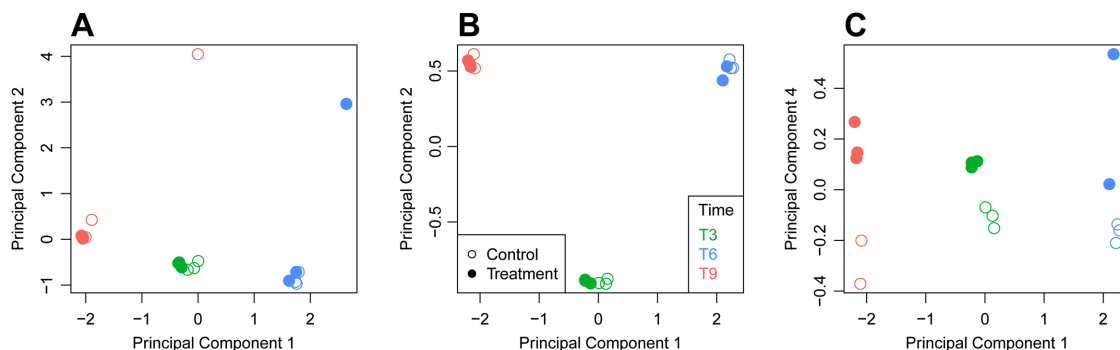 A
Principal Component 2
4
3
2
1
0
−1
−2
−1
0
1
2
Principal Component 1
B
Principal Component 2
0.5
0.0
−0.5
Control
Treatment
Time
T3
T6
T9
−2
−1
0
1
2
Principal Component 1
C
Principal Component 4
0.4
0.2
0.0
−0.2
−0.4
−2
−1
0
1
2
Principal Component 1